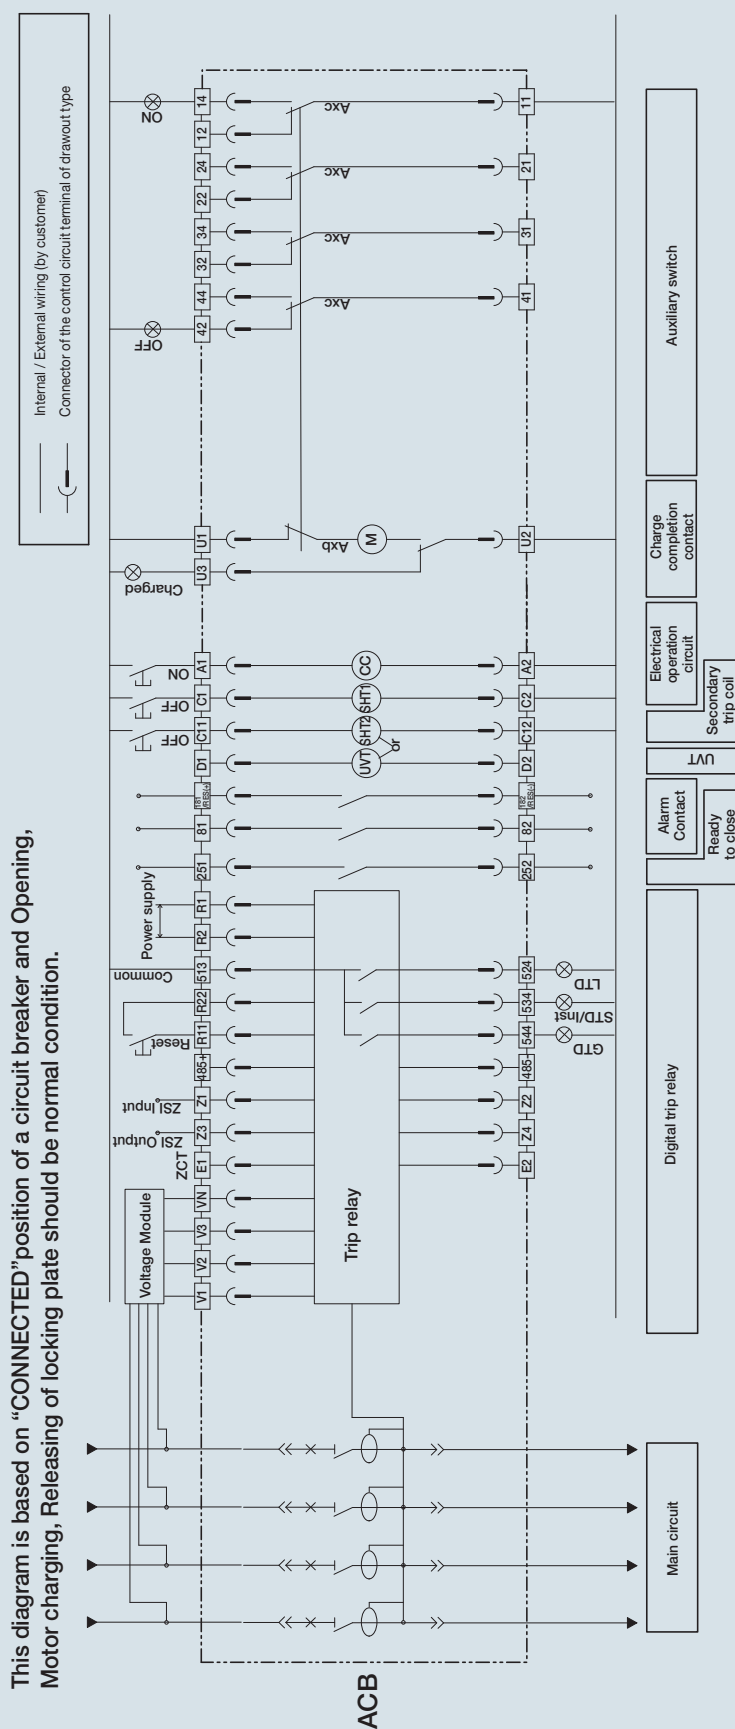 This diagram is based on “CONNECTED”position of a circuit breaker and Opening,
Motor charging, Releasing of locking plate should be normal condition.
Internal / External wiring (by customer)
Connector of the control circuit terminal of drawout type
ACB
Voltage Module
ZCT
ZSI Output
ZSI Input
Reset
Common
Power supply
OFF
OFF
ON
Charged
OFF
ON
V1
V2
V3
VN
E1
Z3
Z1
485+
R11
R22
513
R2
R1
251
81
181
/RES(+)
D1
C11
C1
A1
U3
U1
42
44
32
34
22
24
12
14
Trip relay
UVT
SHT2
or
SHT1
CC
M
Axb
Axc
Axc
Axc
Axc
E2
Z4
Z2
485-
544
534
524
252
82
182
/RES(-)
D2
C12
C2
A2
U2
41
31
21
11
GTD
STD/Inst
LTD
Main circuit
Digital trip relay
Ready
to close
Alarm
Contact
UVT
Secondary
trip coil
Electrical
operation
circuit
Charge
completion
contact
Auxiliary switch